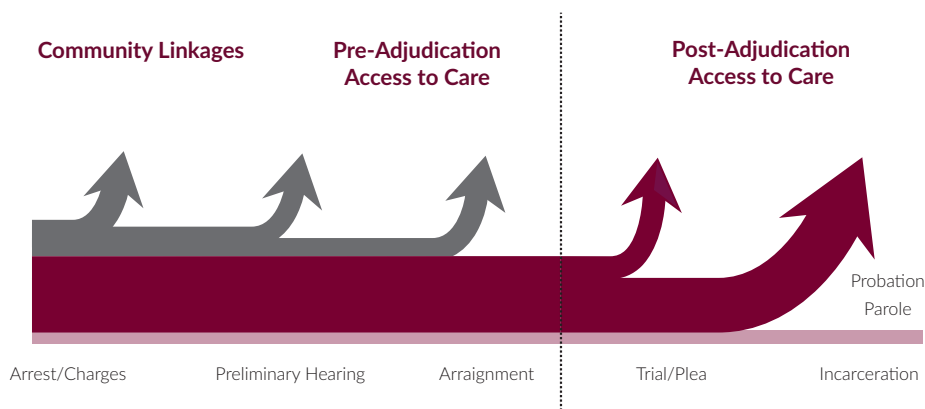 Community Linkages
Pre-Adjudication
Access to Care
Post-Adjudication
Access to Care
Probation
Parole
Arrest/Charges
Preliminary Hearing
Arraignment
Trial/Plea
Incarceration